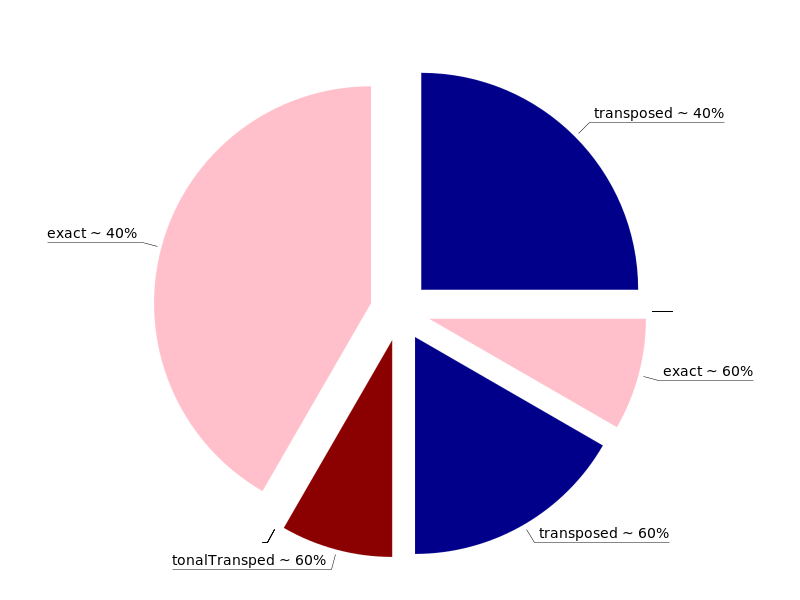 transposed ~ 40%
exact ~ 40%
exact ~ 60%
transposed ~ 60%
tonalTransped ~ 60%